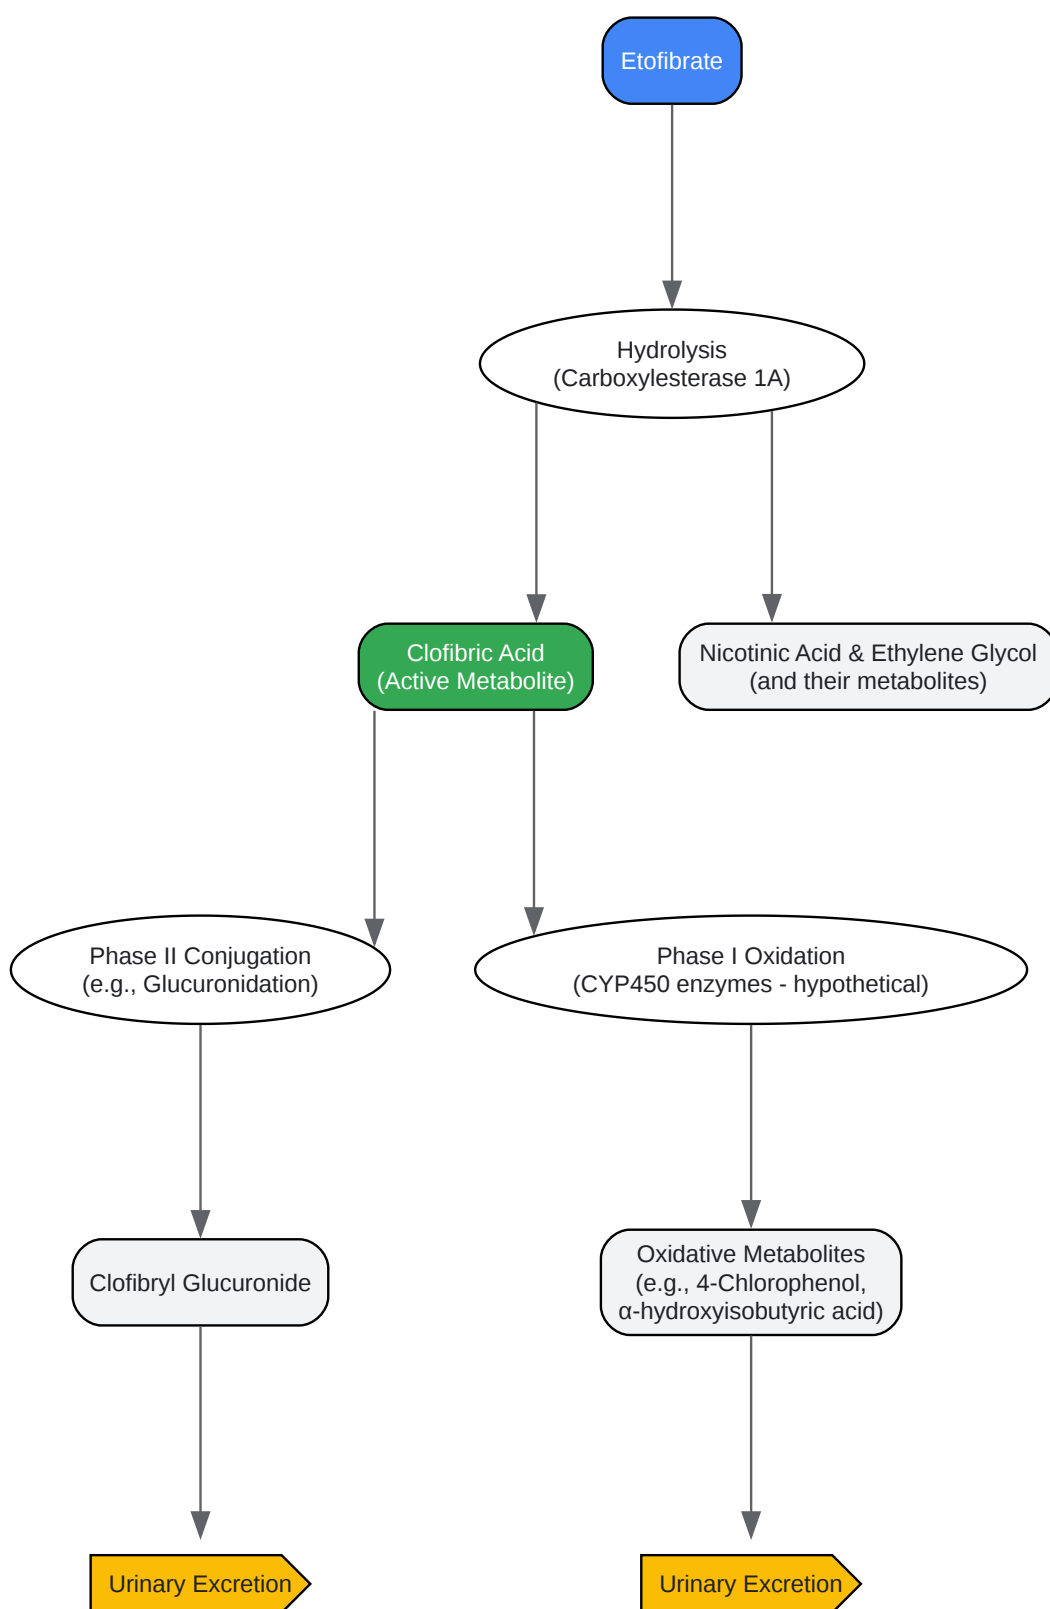 Etofibrate
Hydrolysis
(Carboxylesterase 1A)
Clofibric Acid
(Active Metabolite)
Nicotinic Acid & Ethylene Glycol
(and their metabolites)
Phase II Conjugation
(e.g., Glucuronidation)
Phase I Oxidation
(CYP450 enzymes - hypothetical)
Clofibryl Glucuronide
Oxidative Metabolites
(e.g., 4-Chlorophenol,
α-hydroxyisobutyric acid)
Urinary Excretion
Urinary Excretion